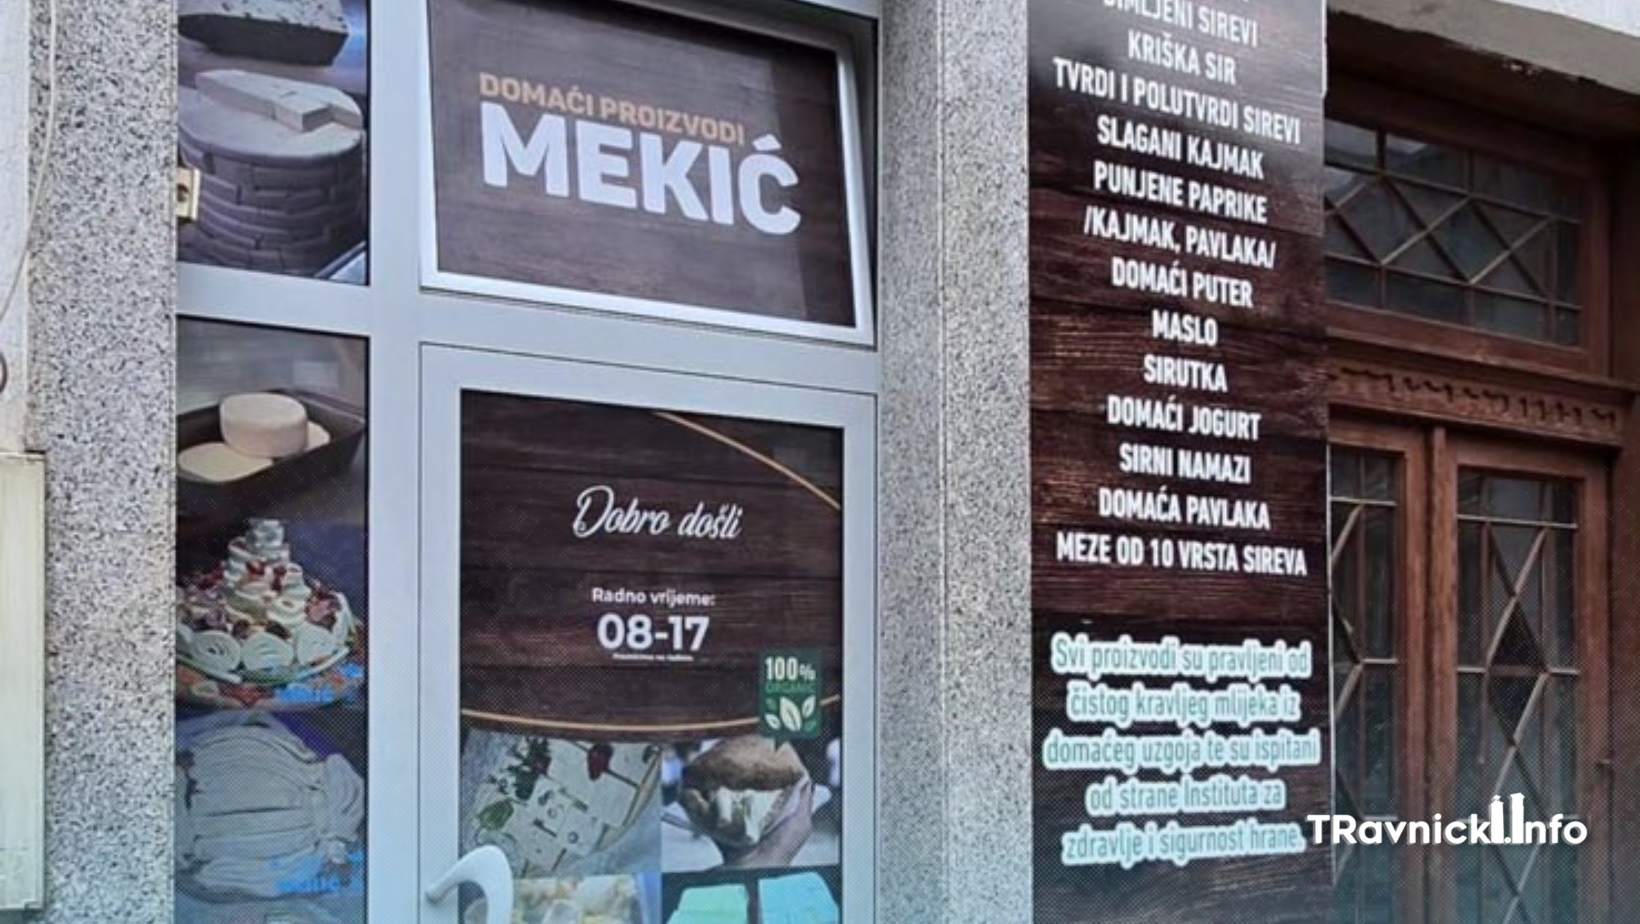 DOMAĆI PROIZVODI
MEKIĆ
Dobro došli
Radno vrijeme:
08-17
100%
ORGANIC
DIMLJENI SIREVI
KRIŠKA SIR
TVRDI I POLUTVRDI SIREVI
SLAGANI KAJMAK
PUNJENE PAPRIKE
/KAJMAK, PAVLAKA/
DOMAĆI PUTER
MASLO
SIRUTKA
DOMAĆI JOGURT
SIRNI NAMAZI
DOMAĆA PAVLAKA
MEZE OD 10 VRSTA SIREVA
Svi proizvodi su pravljeni od
čistog kravljeg mlijeka iz
domaćeg uzgoja te su ispitani
od strane Instituta za
zdravlje i sigurnost hrane.
TRavnicki.info